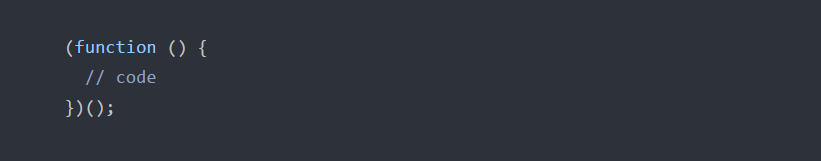 (function () {
  // code
})();